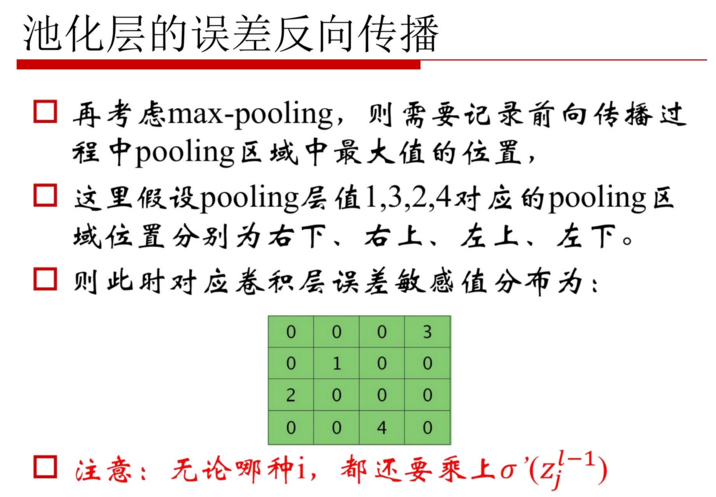 池化层的误差反向传播
再考虑max-pooling，则需要记录前向传播过
程中pooling区域中最大值的位置，
这里假设pooling层值1,3,2,4对应的pooling区
域位置分别为右下、右上、左上、左下。
则此时对应卷积层误差敏感值分布为：
0 0 0 3
0 1 0 0
2 0 0 0
0 0 4 0
注意：无论哪种i，都还要乘上σ’(z_j^{l−1})